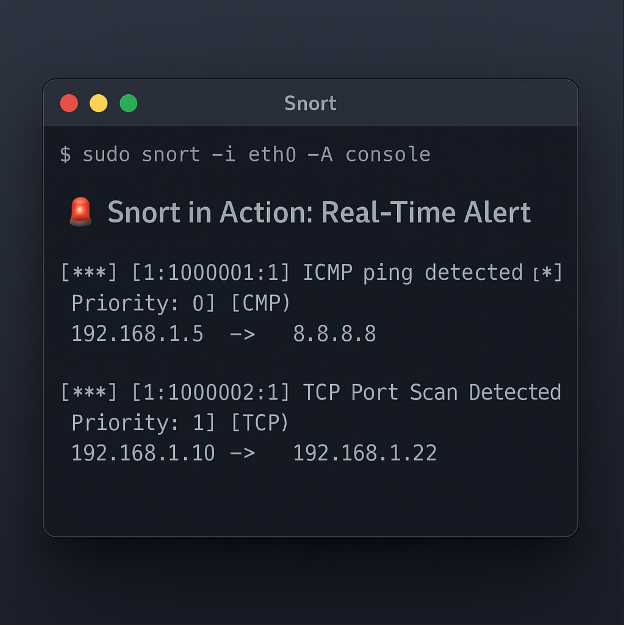 Snort
$ sudo snort -i eth0 -A console
🚨 Snort in Action: Real-Time Alert
[***] [1:1000001:1] ICMP ping detected [*]
Priority: 0] [CMP)
192.168.1.5 -> 8.8.8.8
[***] [1:1000002:1] TCP Port Scan Detected
Priority: 1] [TCP)
192.168.1.10 -> 192.168.1.22